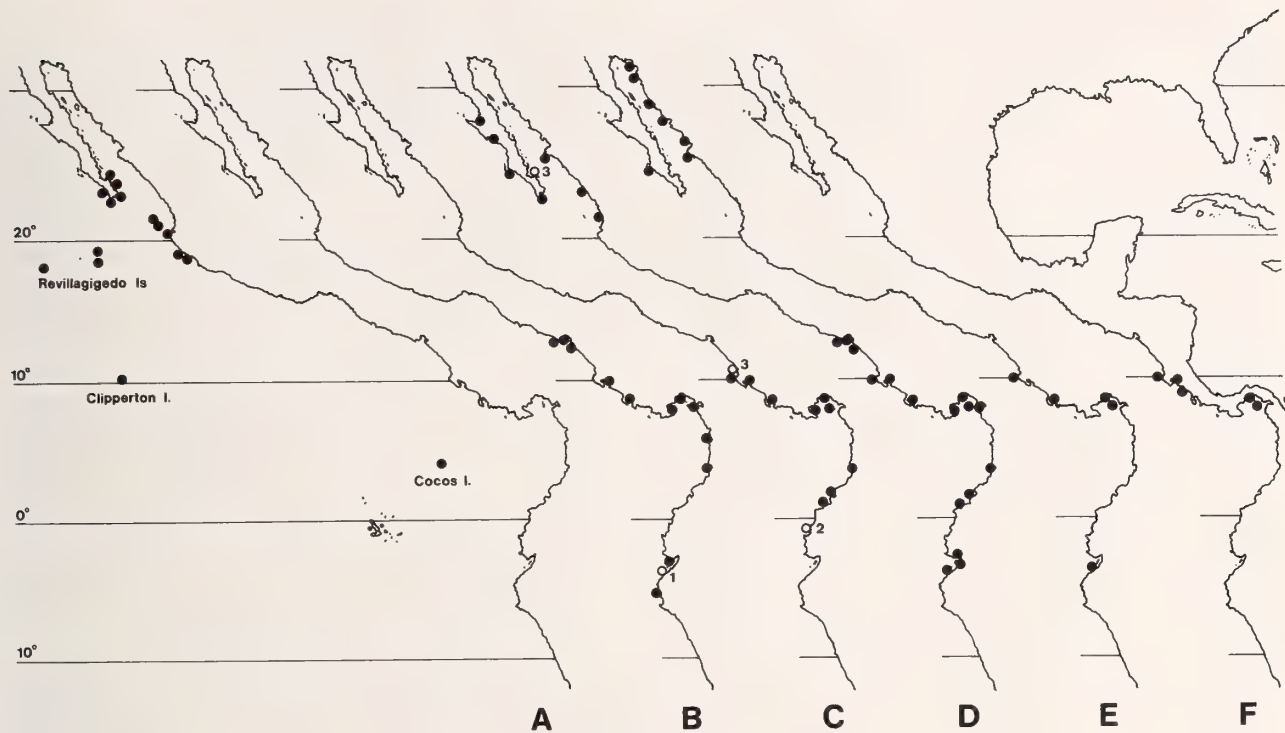 3
20°
Revillagigedo Is
3
10°
Clipperton I.
Cocos I.
0°
2
1
10°
A B C D E F